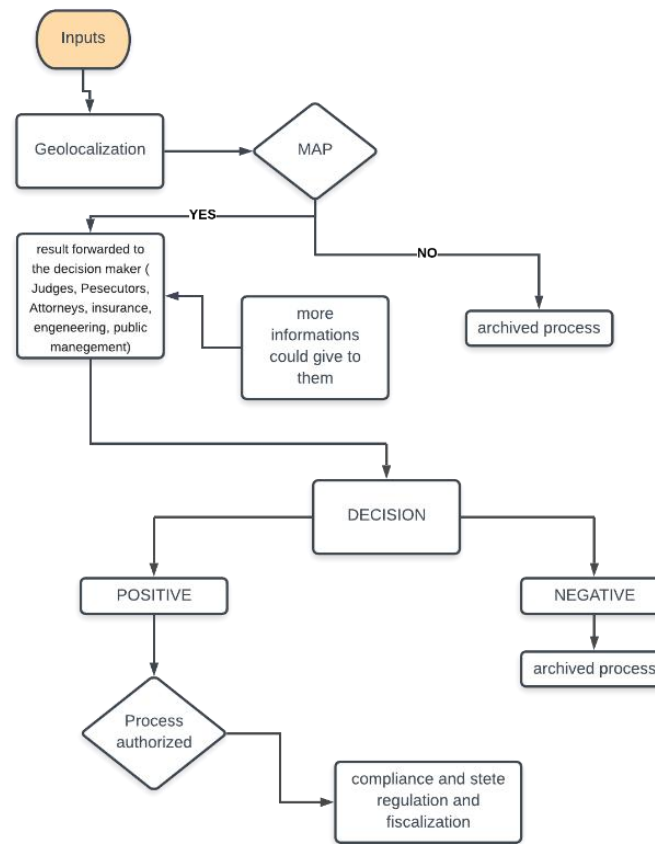 Inputs
Geolocalization
MAP
YES
NO
result forwarded to
the decision maker (
Judges, Pesecutors,
Attorneys, insurance,
engeneering, public
manegement)
more
informations
could give to
them
archived process
DECISION
POSITIVE
NEGATIVE
archived process
Process
authorized
compliance and stete
regulation and
fiscalization